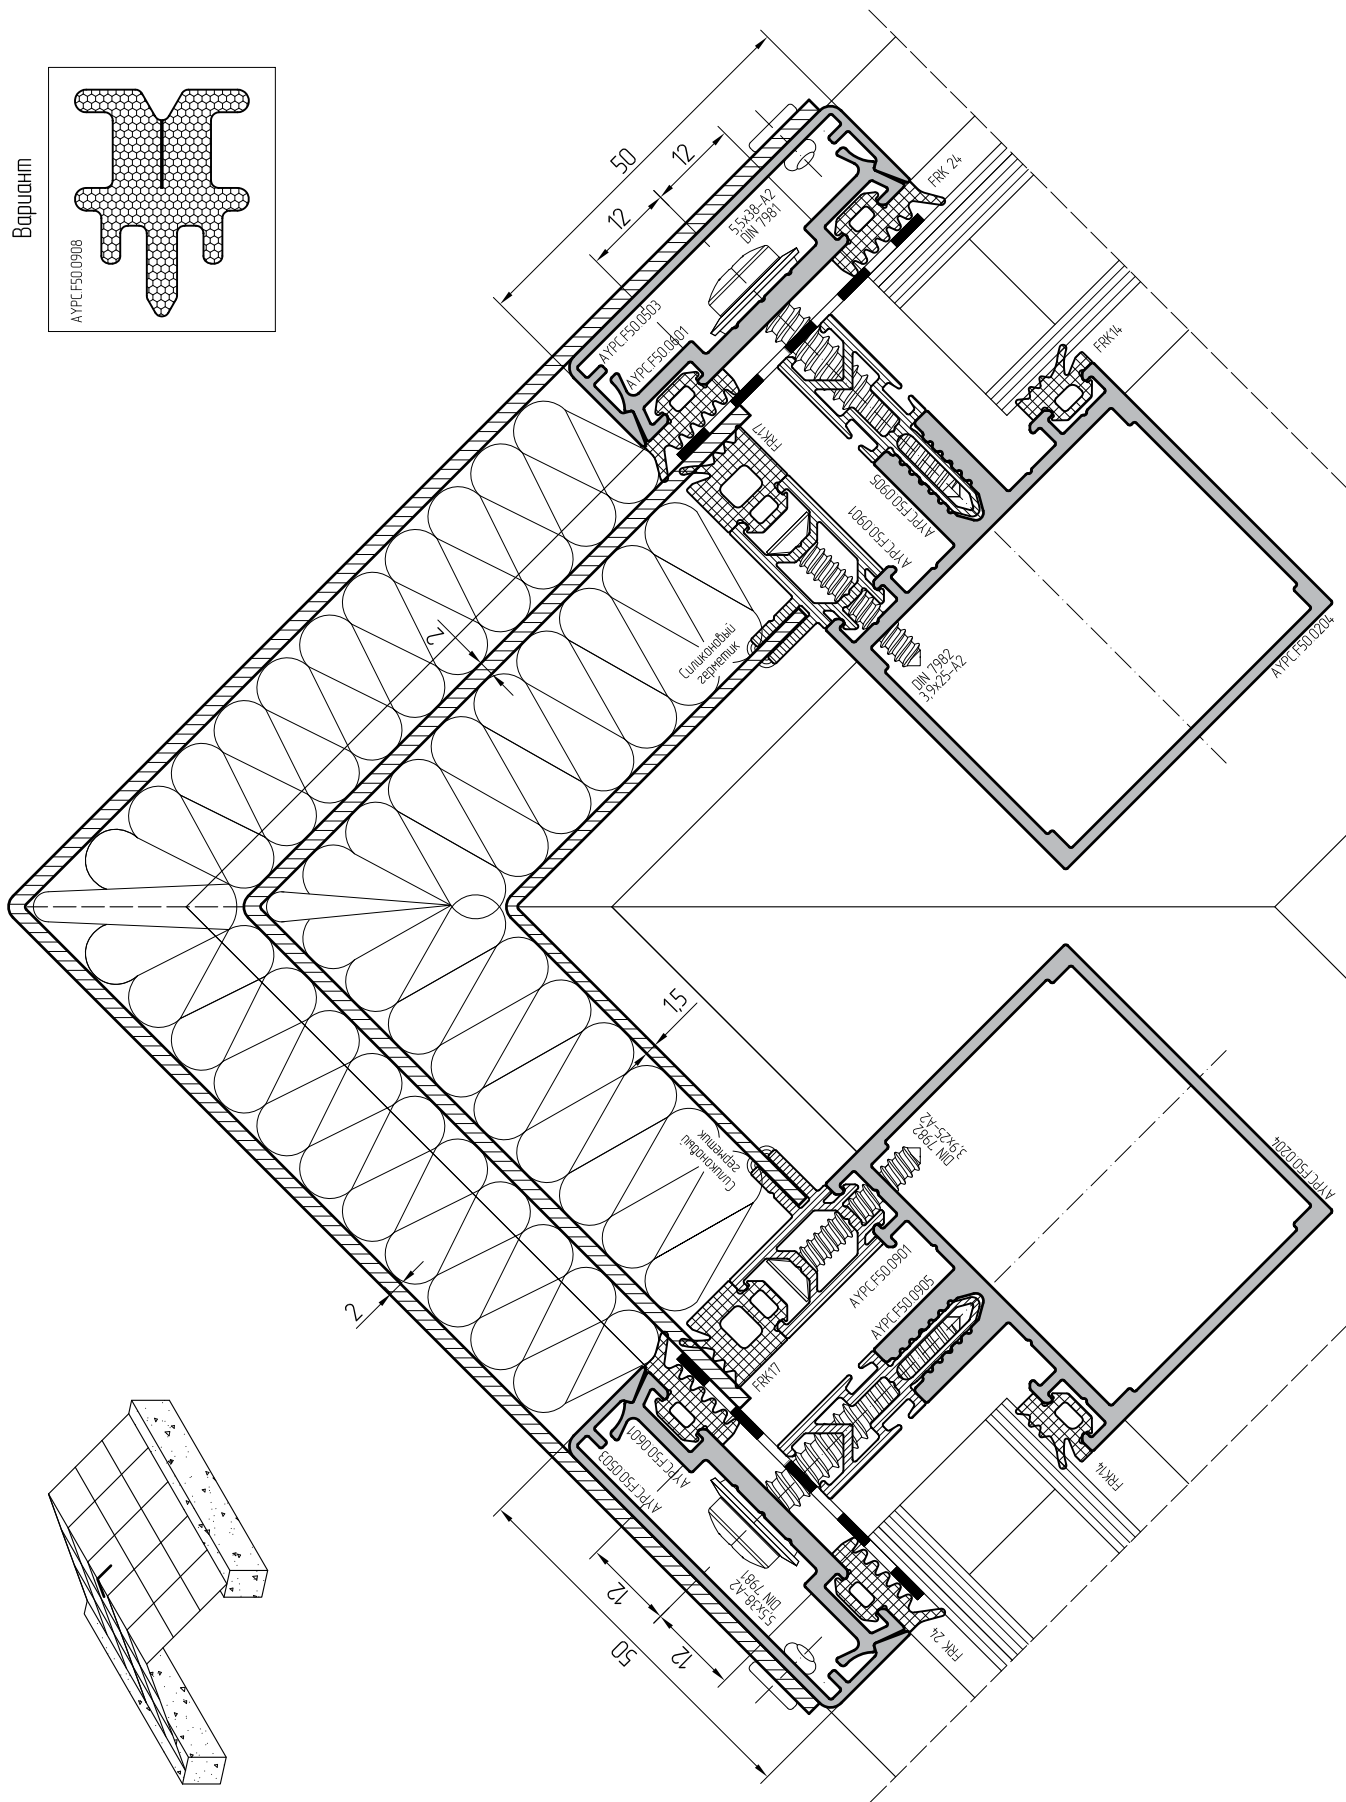 Вариант
AYPC.F50.0908
50
12
12
5,5x38-A2
DIN 7981
FRK 24
AYPC.F50.0503
AYPC.F50.0601
FRK14
FRK17
AYPC.F50.0905
AYPC.F50.0901
2
Силиконовый
герметик
DIN 7982
3,9x25-A2
AYPC.F50.0204
1,5
Силиконовый
герметик
DIN 7982
3,9x25-A2
AYPC.F50.0204
2
AYPC.F50.0901
AYPC.F50.0905
FRK17
AYPC.F50.0601
AYPC.F50.0503
FRK14
5,5x38-A2
DIN 7981
12
12
50
FRK 24